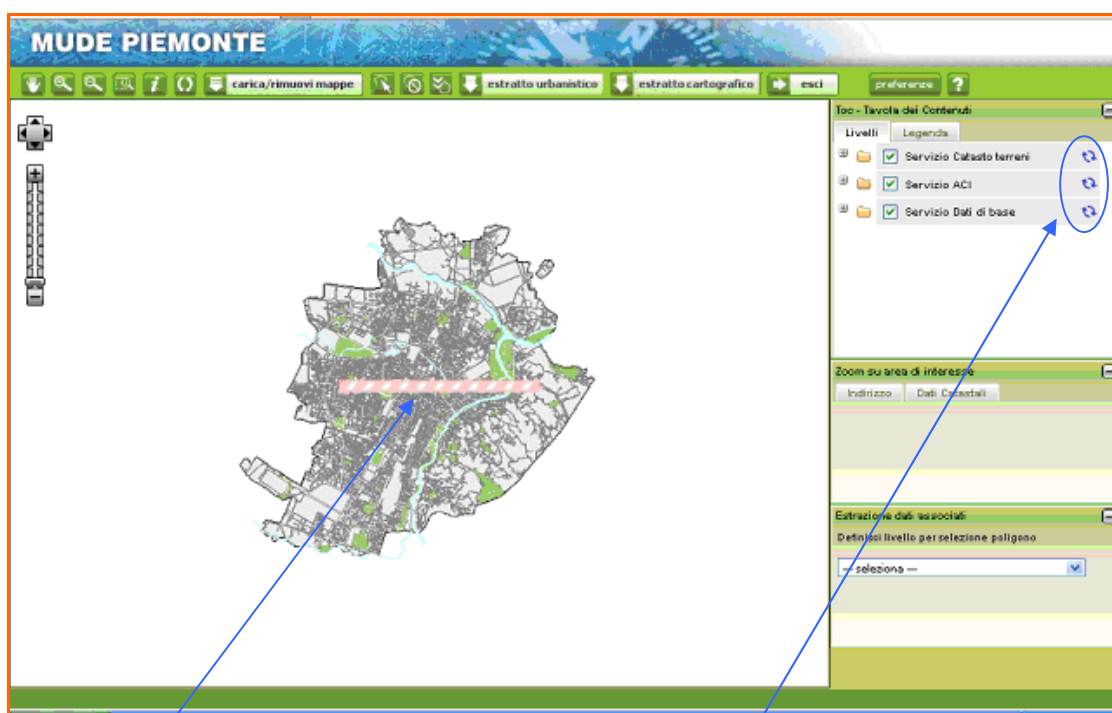 MUDE PIEMONTE
carica/rimuovi mappe estratto urbanistico estratto cartografico esci preferenze ?
Toc - Tavola dei Contenuti
Livelli Legenda
Servizio Catasto terreni
Servizio ACI
Servizio Dati di base
Zoom su area di interesse
Indirizzo Dati Catastali
Estrazione dati associati
Definisci livello per selezione poligono
-- seleziona --